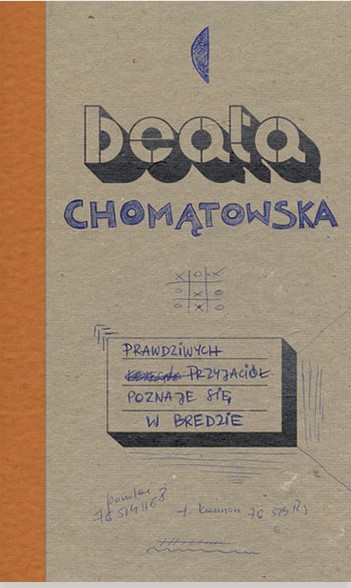 beata
CHOMĄTOWSKA
PRAWDZIWYCH
PRZYJACIÓŁ
POZNAJE SIĘ
W BREDZIE